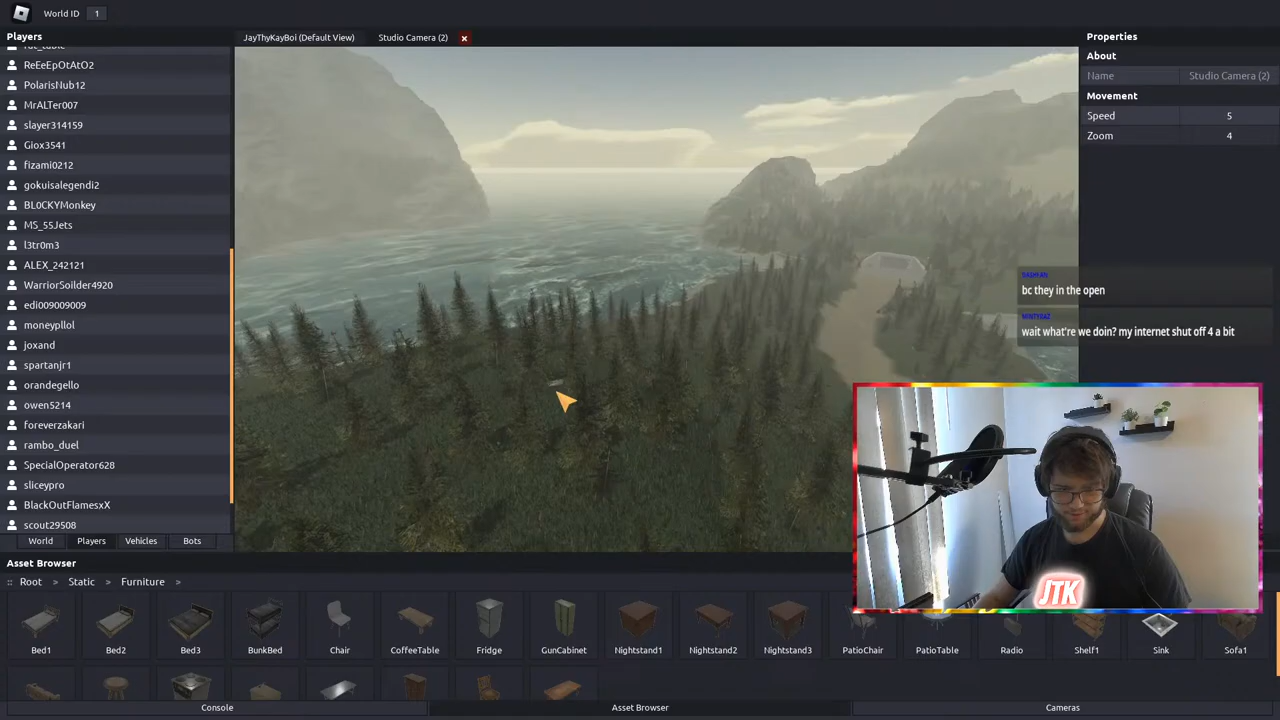 World ID 1
Players
JayThyKayBoi (Default View)
Studio Camera (2)
x
Properties
About
Name Studio Camera (2)
Movement
Speed 5
Zoom 4
ReEeEpOtAtO2
PolarisNub12
MrALTer007
slayer314159
Giox3541
fizami0212
gokuisalegendi2
BL0CKYMonkey
MS_55Jets
l3tr0m3
ALEX_242121
WarriorSoilder4920
edi009009009
moneypllol
joxand
spartanjr1
orandegello
owen5214
foreverzakari
rambo_duel
SpecialOperator628
sliceypro
BlackOutFlamesxX
scout29508
bc they in the open
wait what're we doin? my internet shut off 4 a bit
JTK
World
Players
Vehicles
Bots
Asset Browser
:: Root > Static > Furniture >
Bed1
Bed2
Bed3
BunkBed
Chair
CoffeeTable
Fridge
GunCabinet
Nightstand1
Nightstand2
Nightstand3
PatioChair
PatioTable
Radio
Shelf1
Sink
Sofa1
Console
Asset Browser
Cameras